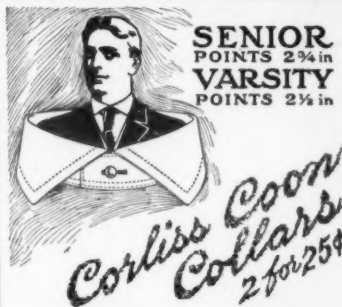 SENIOR
POINTS 2¾ in
VARSITY
POINTS 2½ in
Corliss Coon
Collars
2 for 25¢